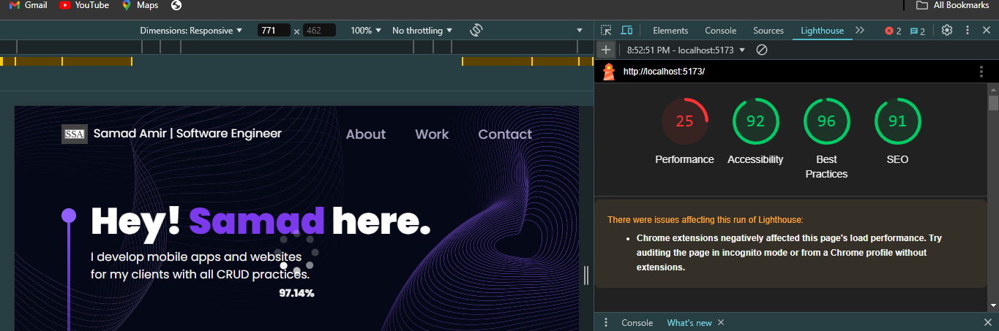 Gmail YouTube Maps All Bookmarks
Dimensions: Responsive 771 × 462 100% No throttling
Elements Console Sources Lighthouse 2 2
8:52:51 PM - localhost:5173
http://localhost:5173/
25 92 96 91
Performance Accessibility Best Practices SEO
SSA Samad Amir | Software Engineer About Work Contact
Hey! Samad here.
I develop mobile apps and websites
for my clients with all CRUD practices.
97.14%
There were issues affecting this run of Lighthouse:
Chrome extensions negatively affected this page's load performance. Try
auditing the page in incognito mode or from a Chrome profile without
extensions.
Console What's new